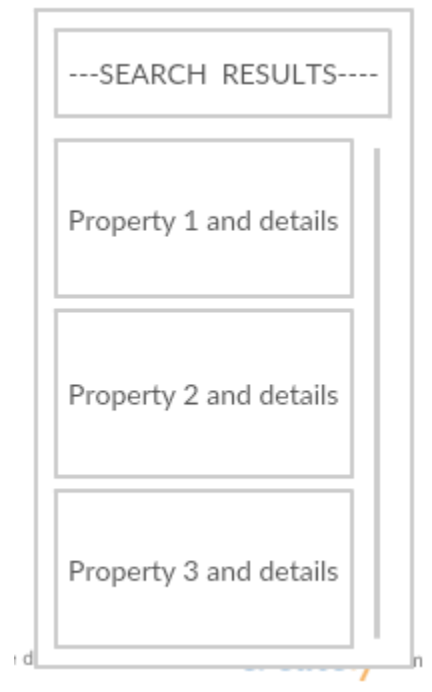 ---SEARCH RESULTS----
Property 1 and details
Property 2 and details
Property 3 and details